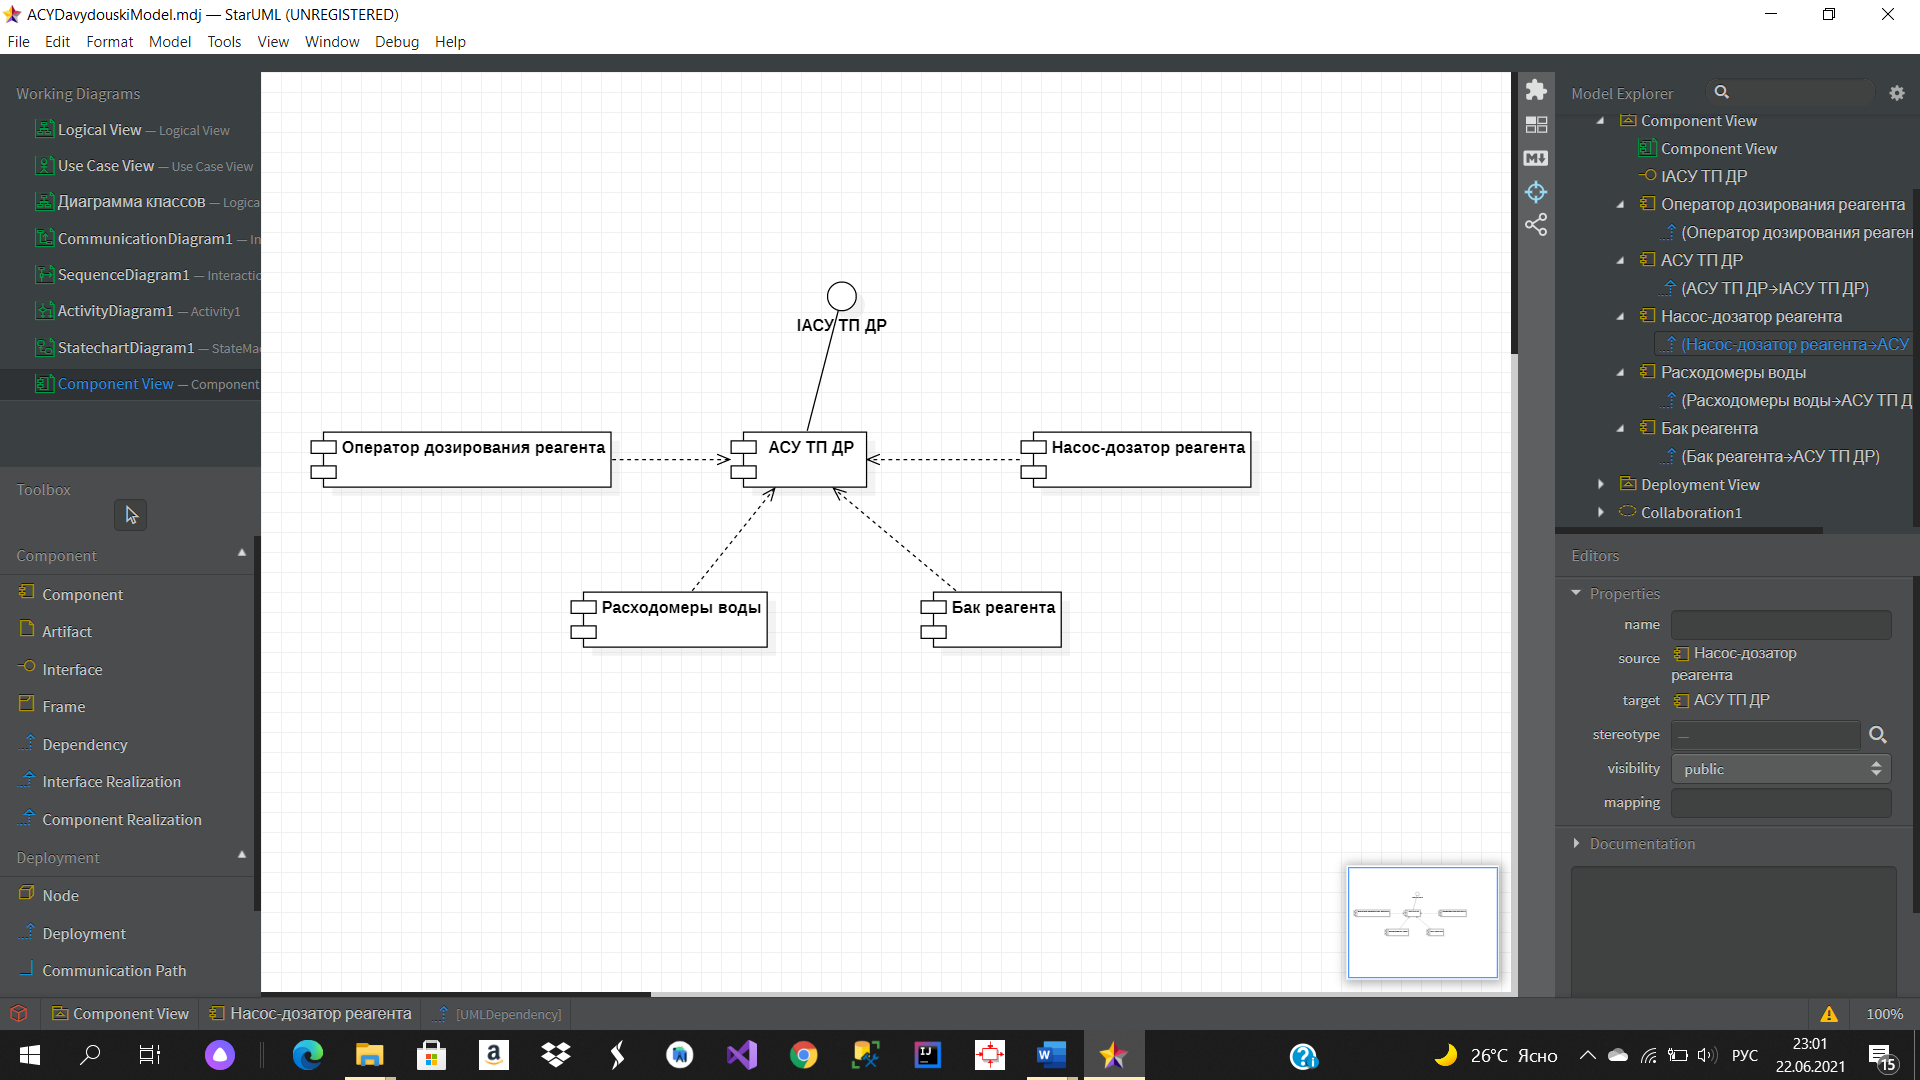 ACYDavydouskiModel.mdj — StarUML (UNREGISTERED)
File Edit Format Model Tools View Window Debug Help
Working Diagrams
Logical View — Logical View
Use Case View — Use Case View
Диаграмма классов — Logica
CommunicationDiagram1 — In
SequenceDiagram1 — Interactio
ActivityDiagram1 — Activity1
StatechartDiagram1 — StateMa
Component View — Component
Toolbox
Component
Component
Artifact
Interface
Frame
Dependency
Interface Realization
Component Realization
Deployment
Node
Deployment
Communication Path
IАСУ ТП ДР
Оператор дозирования реагента
АСУ ТП ДР
Насос-дозатор реагента
Расходомеры воды
Бак реагента
M
Model Explorer
Component View
Component View
IАСУ ТП ДР
Оператор дозирования реагента
(Оператор дозирования реаген
АСУ ТП ДР
(АСУ ТП ДР→IАСУ ТП ДР)
Насос-дозатор реагента
(Насос-дозатор реагента→АСУ
Расходомеры воды
(Расходомеры воды→АСУ ТП Д
Бак реагента
(Бак реагента→АСУ ТП ДР)
Deployment View
Collaboration1
Editors
Properties
name
source Насос-дозатор
реагента
target АСУ ТП ДР
stereotype —
visibility public
mapping
Documentation
Component View Насос-дозатор реагента [UMLDependency]
100%
26°C Ясно
РУС
23:01
22.06.2021
15